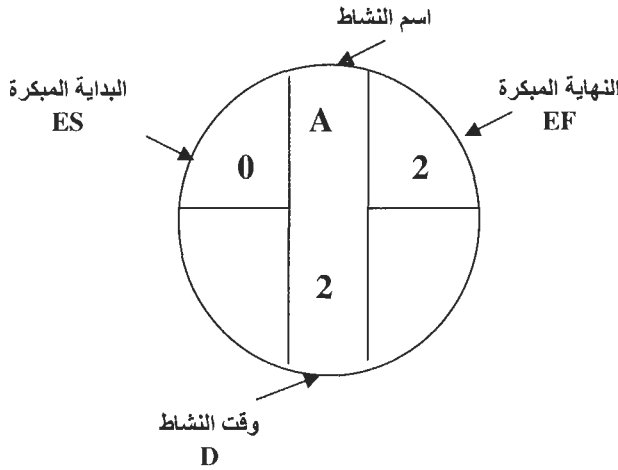 اسم النشاط
النهاية المبكرة
EF
البداية المبكرة
ES
A
0
2
2
وقت النشاط
D